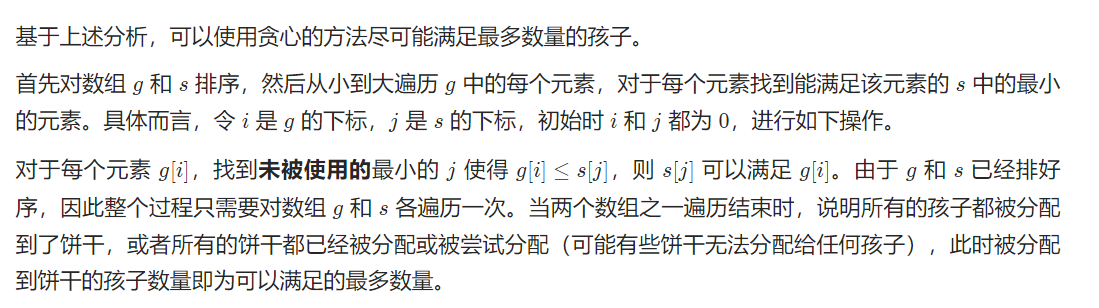 基于上述分析，可以使用贪心的方法尽可能满足最多数量的孩子。
首先对数组 g 和 s 排序，然后从小到大遍历 g 中的每个元素，对于每个元素找到能满足该元素的 s 中的最小
的元素。具体而言，令 i 是 g 的下标，j 是 s 的下标，初始时 i 和 j 都为 0，进行如下操作。
对于每个元素 g[i]，找到未被使用的最小的 j 使得 g[i] ≤ s[j]，则 s[j] 可以满足 g[i]。由于 g 和 s 已经排好
序，因此整个过程只需要对数组 g 和 s 各遍历一次。当两个数组之一遍历结束时，说明所有的孩子都被分配
到了饼干，或者所有的饼干都已经被分配或被尝试分配（可能有些饼干无法分配给任何孩子），此时被分配
到饼干的孩子数量即为可以满足的最多数量。